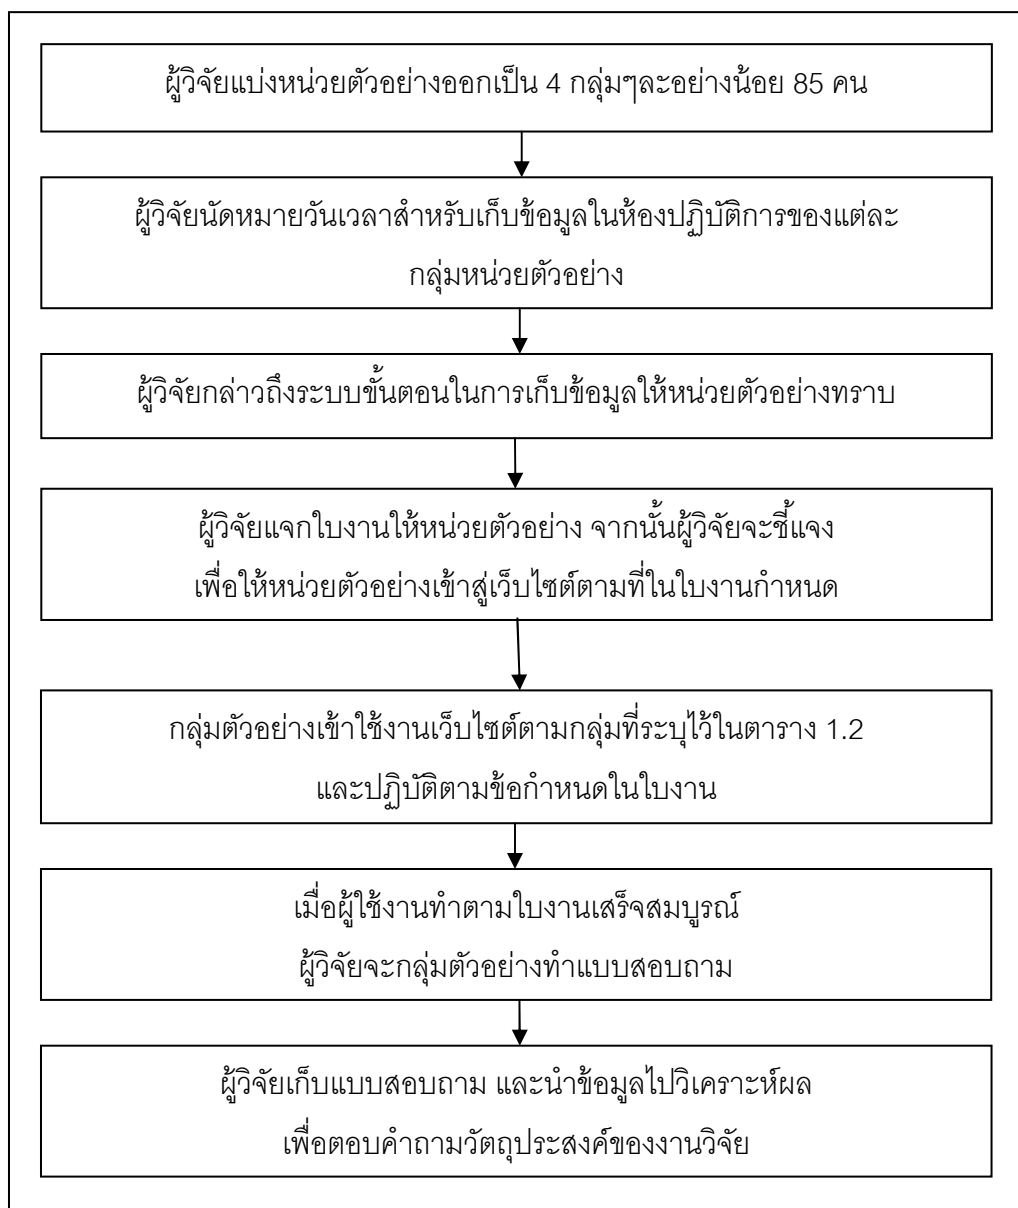 ผู้วิจัยแบ่งหน่วยตัวอย่างออกเป็น 4 กลุ่มๆละอย่างน้อย 85 คน
ผู้วิจัยนัดหมายวันเวลาสำหรับเก็บข้อมูลในห้องปฏิบัติการของแต่ละ
กลุ่มหน่วยตัวอย่าง
ผู้วิจัยกล่าวถึงระบบขั้นตอนในการเก็บข้อมูลให้หน่วยตัวอย่างทราบ
ผู้วิจัยแจกใบงานให้หน่วยตัวอย่าง จากนั้นผู้วิจัยจะชี้แจง
เพื่อให้หน่วยตัวอย่างเข้าสู่เว็บไซต์ตามที่ในใบงานกำหนด
กลุ่มตัวอย่างเข้าใช้งานเว็บไซต์ตามกลุ่มที่ระบุไว้ในตาราง 1.2
และปฏิบัติตามข้อกำหนดในใบงาน
เมื่อผู้ใช้งานทำตามใบงานเสร็จสมบูรณ์
ผู้วิจัยจะกลุ่มตัวอย่างทำแบบสอบถาม
ผู้วิจัยเก็บแบบสอบถาม และนำข้อมูลไปวิเคราะห์ผล
เพื่อตอบคำถามวัตถุประสงค์ของงานวิจัย